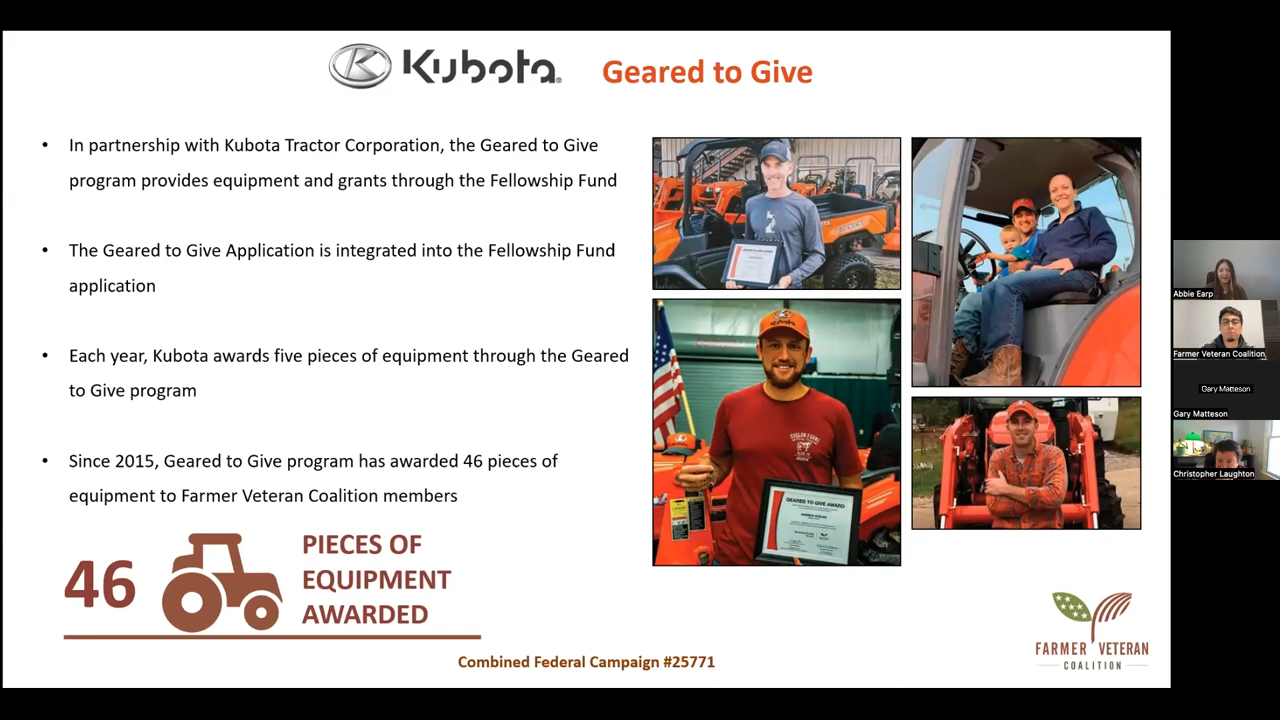 Kubota
Geared to Give
• In partnership with Kubota Tractor Corporation, the Geared to Give
program provides equipment and grants through the Fellowship Fund
• The Geared to Give Application is integrated into the Fellowship Fund
application
• Each year, Kubota awards five pieces of equipment through the Geared
to Give program
• Since 2015, Geared to Give program has awarded 46 pieces of
equipment to Farmer Veteran Coalition members
46
PIECES OF
EQUIPMENT
AWARDED
Combined Federal Campaign #25771
Kubota
GEARED TO GIVE AWARD
FARMER VETERAN
COALITION
Abbie Earp
Farmer Veteran Coalition
Gary Matteson
Gary Matteson
Christopher Laughton